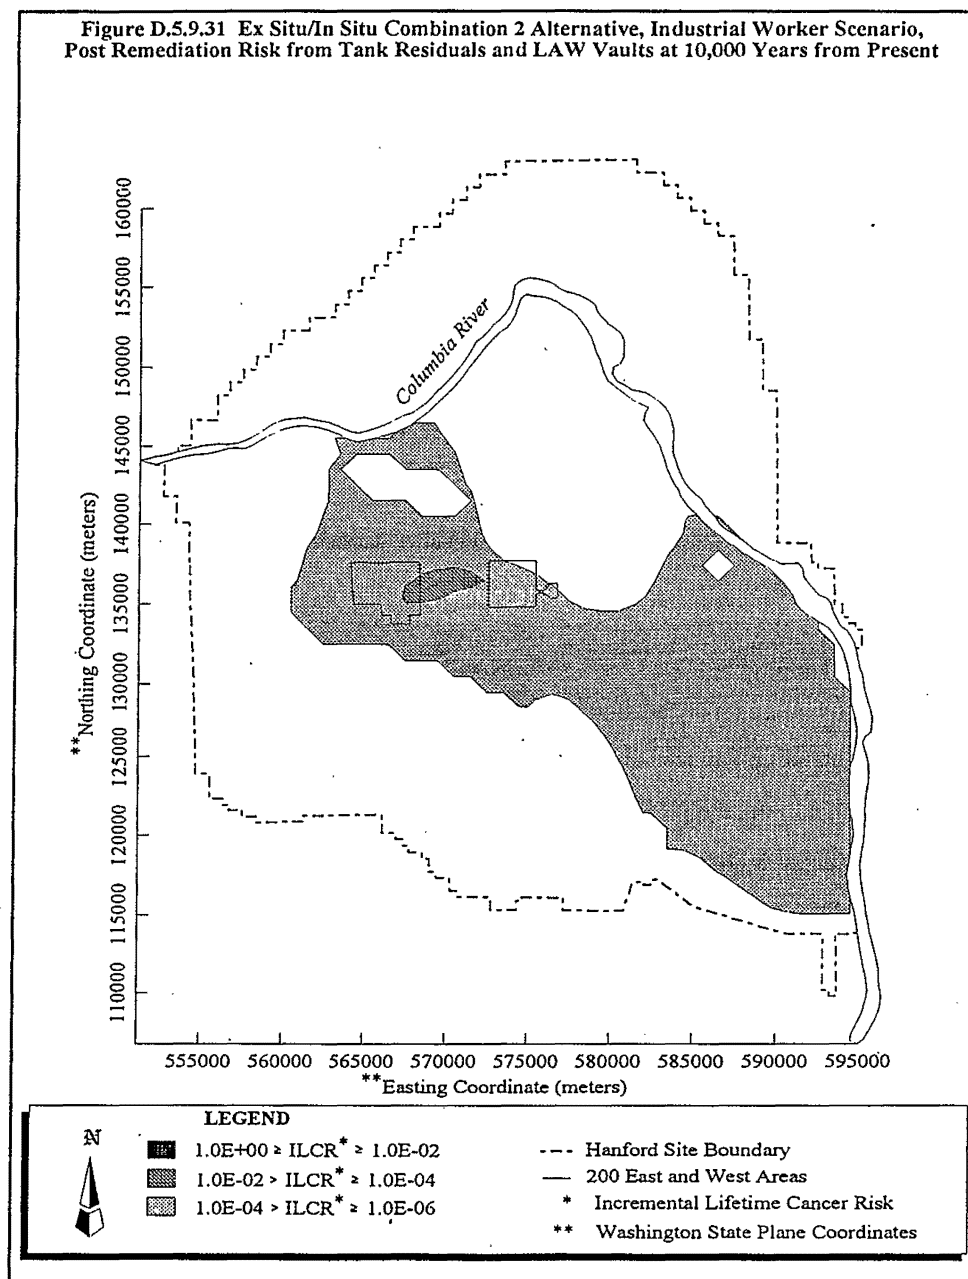 Figure D.5.9.31 Ex Situ/In Situ Combination 2 Alternative, Industrial Worker Scenario,
Post Remediation Risk from Tank Residuals and LAW Vaults at 10,000 Years from Present
160000
155000
150000
145000
140000
135000
130000
125000
120000
115000
110000
**Northing Coordinate (meters)
Columbia River
555000 560000 565000 570000 575000 580000 585000 590000 595000
**Easting Coordinate (meters)
LEGEND
N
1.0E+00 ≥ ILCR* ≥ 1.0E-02
1.0E-02 > ILCR* ≥ 1.0E-04
1.0E-04 > ILCR* ≥ 1.0E-06
Hanford Site Boundary
200 East and West Areas
* Incremental Lifetime Cancer Risk
** Washington State Plane Coordinates